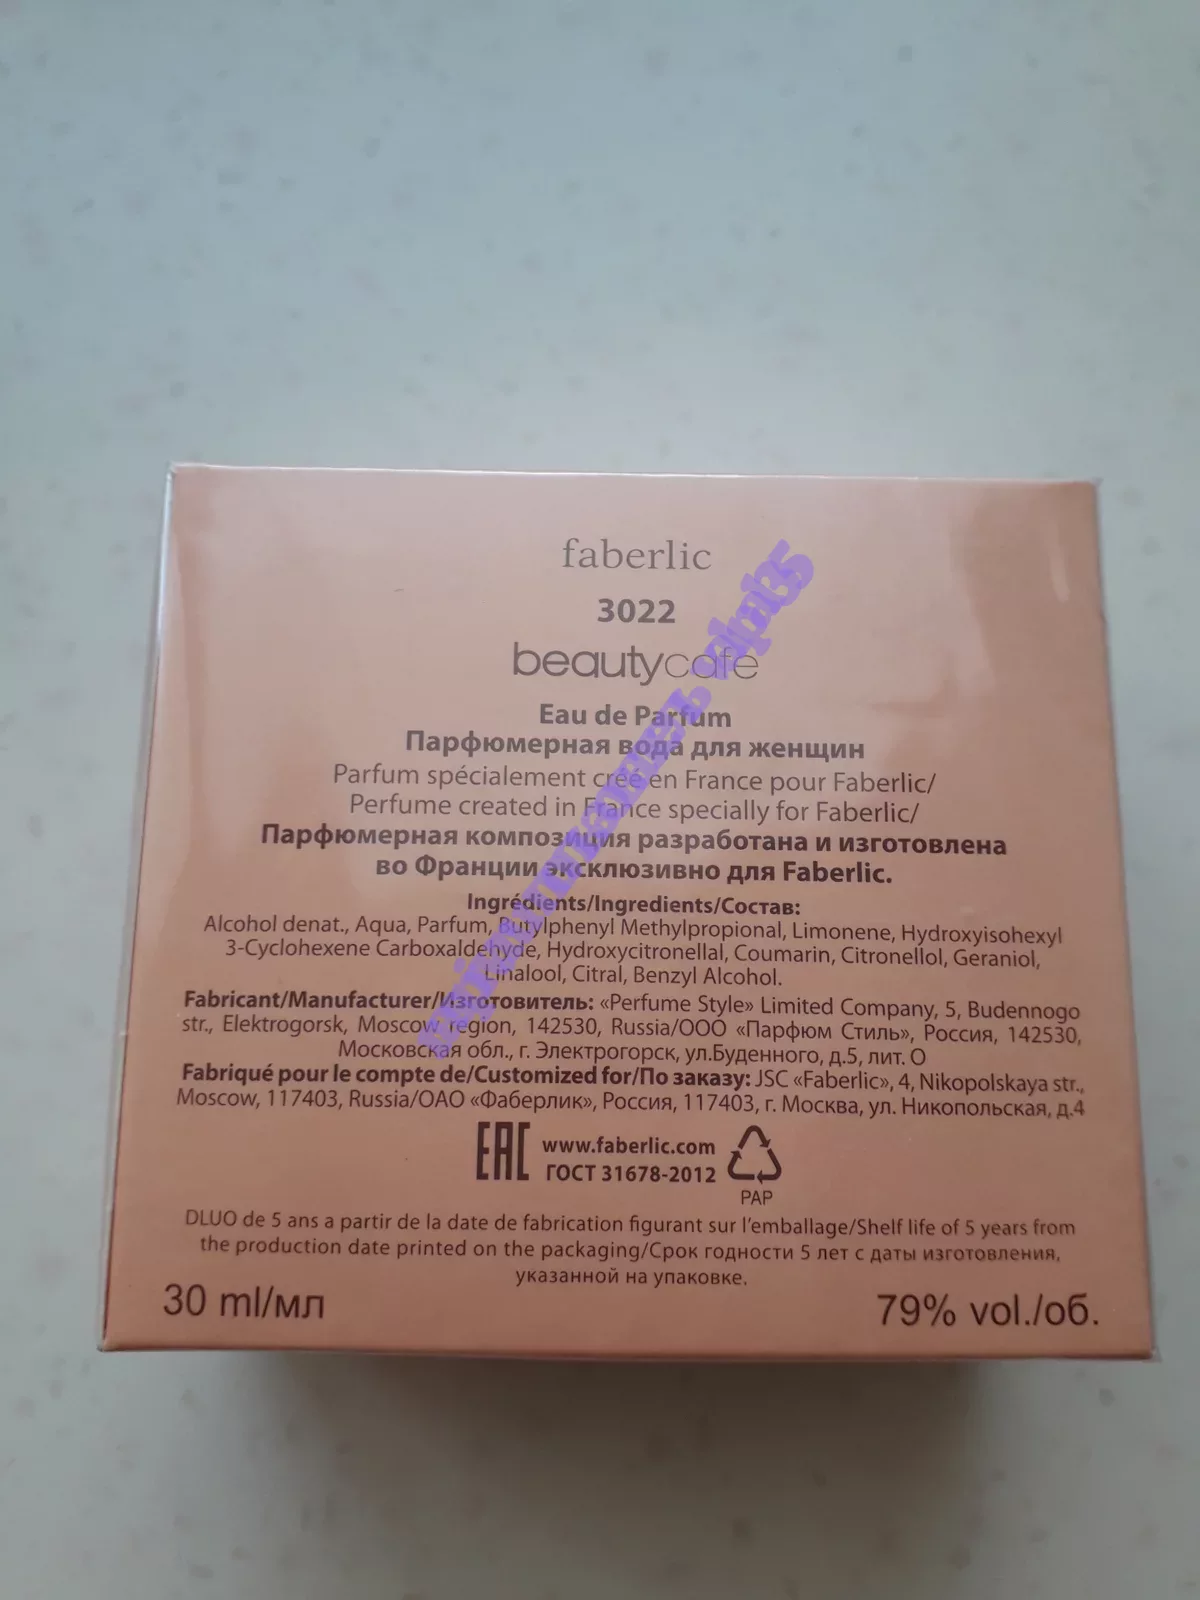 faberlic
3022
beautycafe
Eau de Parfum
Парфюмерная вода для женщин
Parfum spécialement créé en France pour Faberlic/
Perfume created in France specially for Faberlic/
Парфюмерная композиция разработана и изготовлена
во Франции эксклюзивно для Faberlic.
Ingrédients/Ingredients/Состав:
Alcohol denat., Aqua, Parfum, Butylphenyl Methylpropional, Limonene, Hydroxyisohexyl
3-Cyclohexene Carboxaldehyde, Hydroxycitronellal, Coumarin, Citronellol, Geraniol,
Linalool, Citral, Benzyl Alcohol.
Fabricant/Manufacturer/Изготовитель: «Perfume Style» Limited Company, 5, Budennogo
str., Elektrogorsk, Moscow region, 142530, Russia/ООО «Парфюм Стиль», Россия, 142530,
Московская обл., г. Электрогорск, ул.Буденного, д.5, лит. О
Fabriqué pour le compte de/Customized for/По заказу: JSC «Faberlic», 4, Nikopolskaya str.,
Moscow, 117403, Russia/ОАО «Фаберлик», Россия, 117403, г. Москва, ул. Никопольская, д.4
EAC
www.faberlic.com
ГОСТ 31678-2012
PAP
DLUO de 5 ans a partir de la date de fabrication figurant sur l'emballage/Shelf life of 5 years from
the production date printed on the packaging/Срок годности 5 лет с даты изготовления,
указанной на упаковке.
30 ml/мл
79% vol./об.